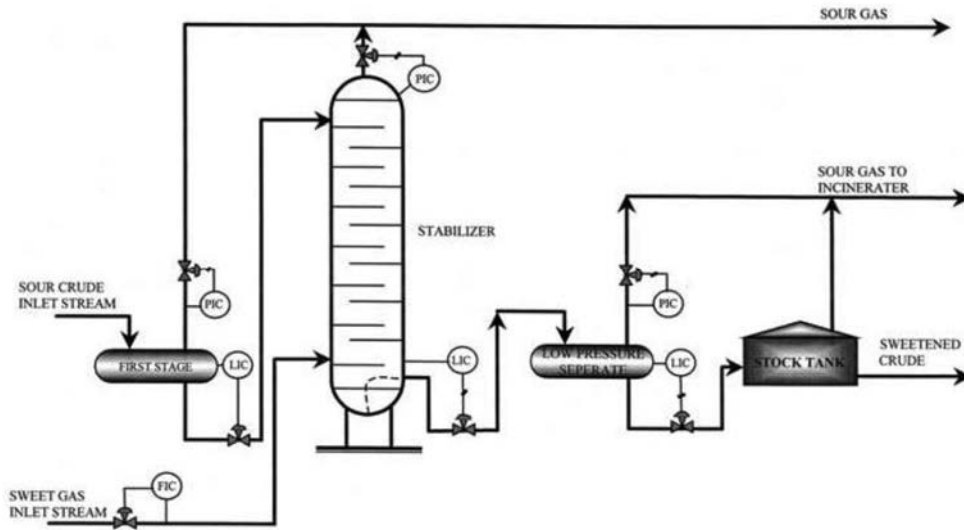 SOUR GAS
PIC
SOUR GAS TO
INCINERATER
STABILIZER
SOUR CRUDE
INLET STREAM
PIC
PIC
FIRST STAGE
LIC
LIC
LOW PRESSURE
SEPERATE
LIC
STOCK TANK
SWEETENED
CRUDE
SWEET GAS
INLET STREAM
FIC